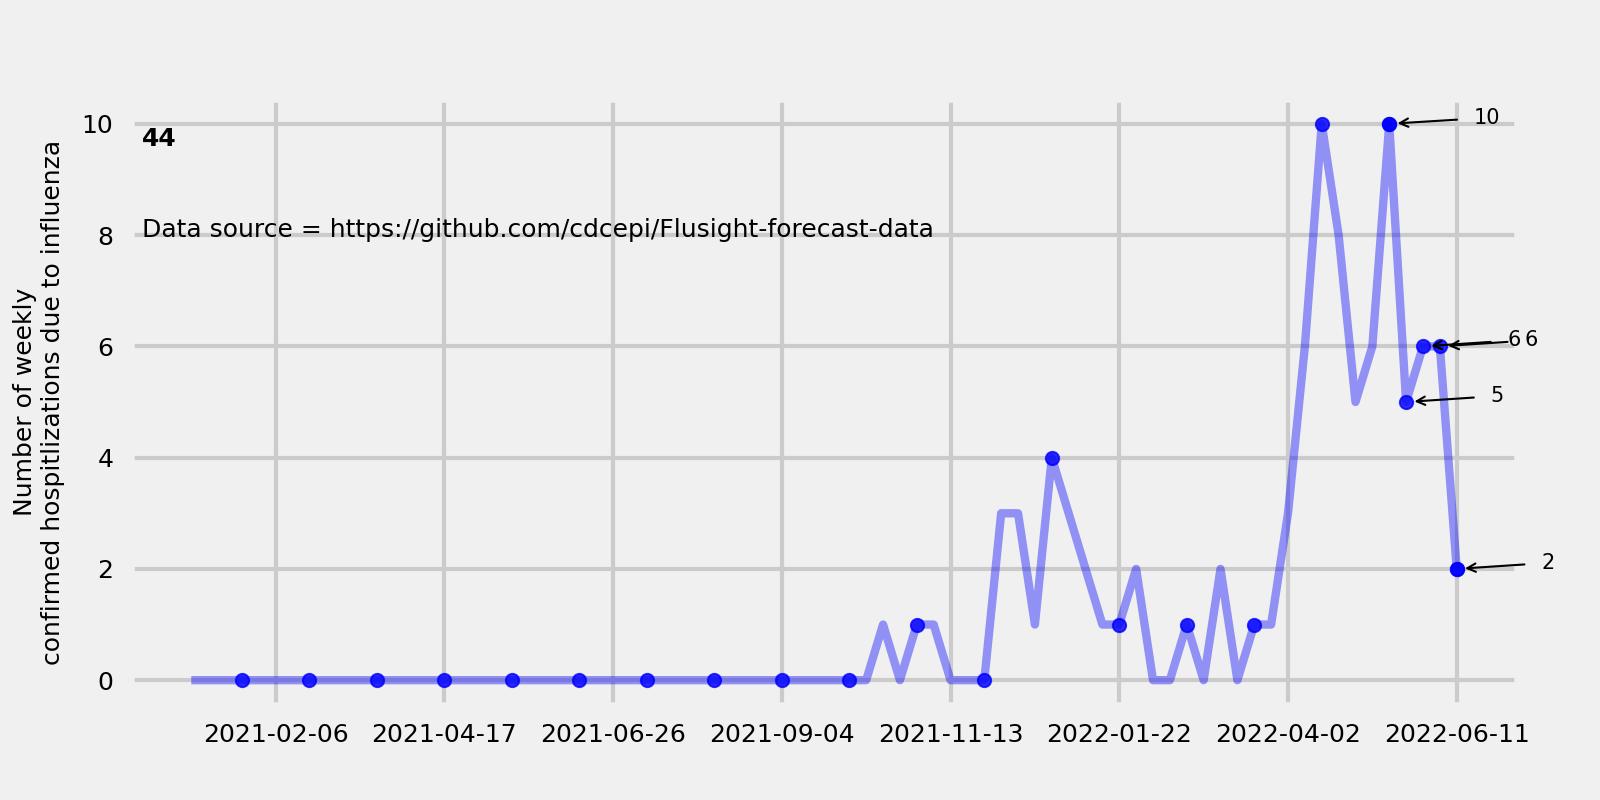 10
44
10
Data source = https://github.com/cdcepi/Flusight-forecast-data
8
6
6 6
5
4
2
2
0
Number of weekly
confirmed hospitlizations due to influenza
2021-02-06 2021-04-17 2021-06-26 2021-09-04 2021-11-13 2022-01-22 2022-04-02 2022-06-11